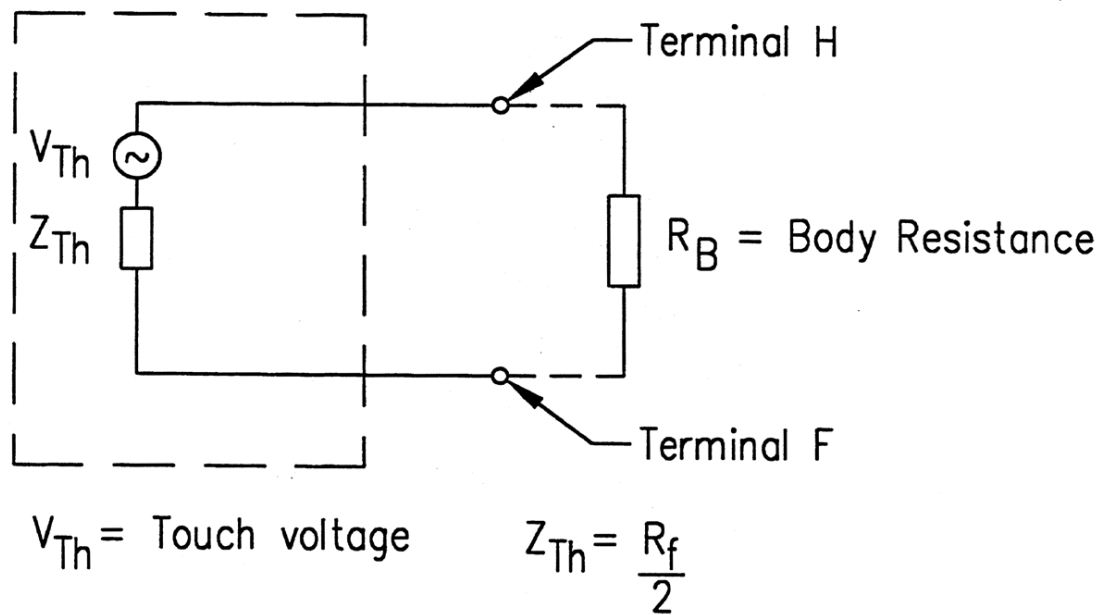 Terminal H
V_Th
Z_Th
R_B = Body Resistance
Terminal F
V_Th = Touch voltage
Z_Th = R_f/2